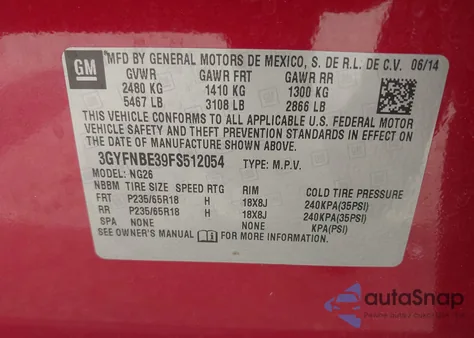 GM
MFD BY GENERAL MOTORS DE MEXICO, S. DE R.L. DE C.V. 06/14
GVWR GAWR FRT GAWR RR
2480 KG 1410 KG 1300 KG
5467 LB 3108 LB 2866 LB
THIS VEHICLE CONFORMS TO ALL APPLICABLE U.S. FEDERAL MOTOR
VEHICLE SAFETY AND THEFT PREVENTION STANDARDS IN EFFECT ON
THE DATE OF MANUFACTURE SHOWN ABOVE.
3GYFNBE39FS512054 TYPE: M.P.V.
MODEL: NG26
NBBM TIRE SIZE SPEED RTG RIM COLD TIRE PRESSURE
FRT P235/65R18 H 18X8J 240KPA(35PSI)
RR P235/65R18 H 18X8J 240KPA(35PSI)
SPA NONE NONE KPA(PSI)
SEE OWNER'S MANUAL FOR MORE INFORMATION.
autoSnap